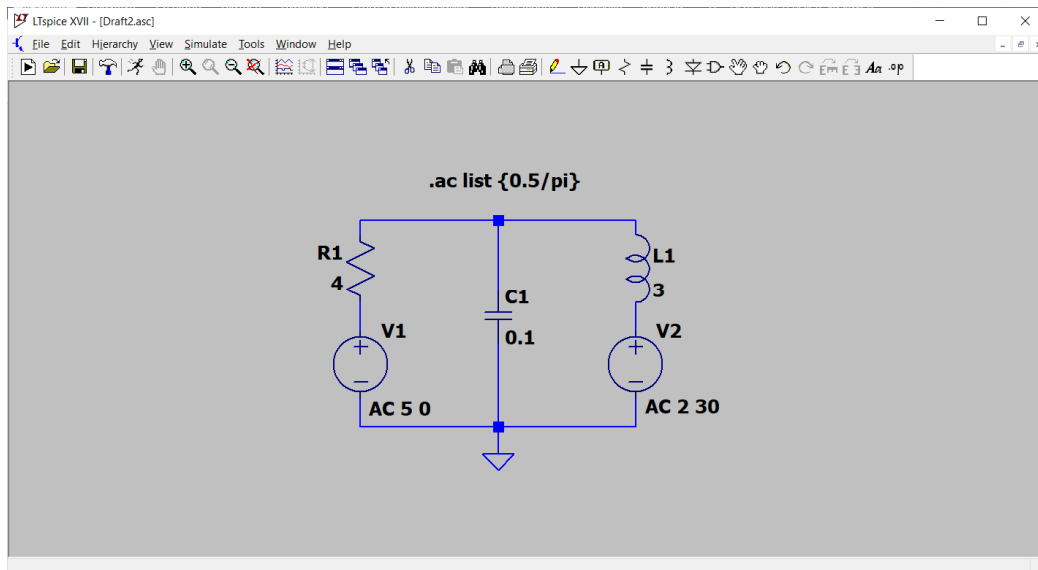 LTspice XVII - [Draft2.asc]
File Edit Hierarchy View Simulate Tools Window Help
Aa .op
.ac list {0.5/pi}
R1
4
L1
3
C1
0.1
V1
V2
AC 5 0
AC 2 30